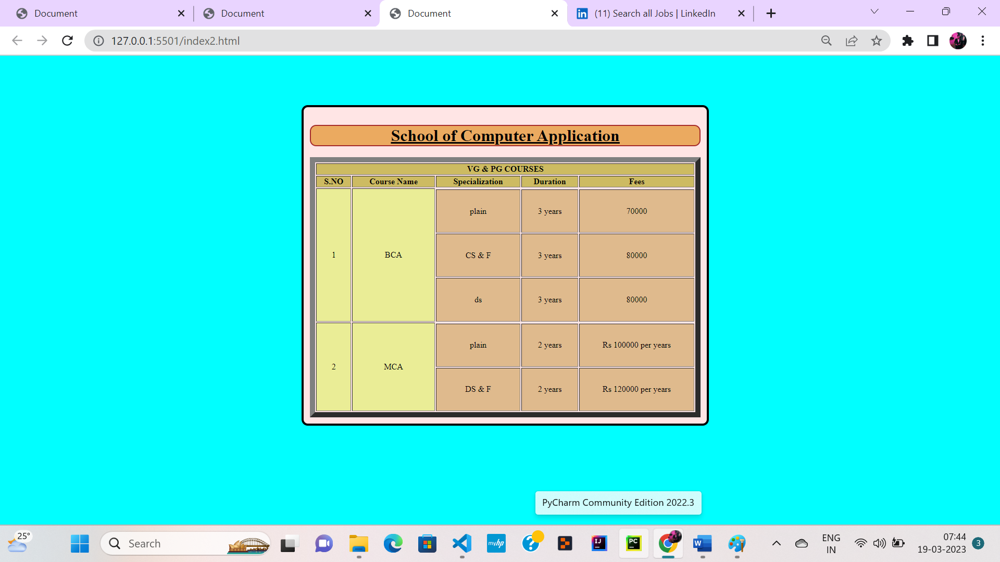 Document
Document
Document
(11) Search all Jobs | LinkedIn
127.0.0.1:5501/index2.html
School of Computer Application
VG & PG COURSES
S.NO Course Name Specialization Duration Fees
1 BCA plain 3 years 70000
CS & F 3 years 80000
ds 3 years 80000
2 MCA plain 2 years Rs 100000 per years
DS & F 2 years Rs 120000 per years
PyCharm Community Edition 2022.3
25°
Search
myhp
IJ
PC
W
ENG
IN
07:44
19-03-2023
3